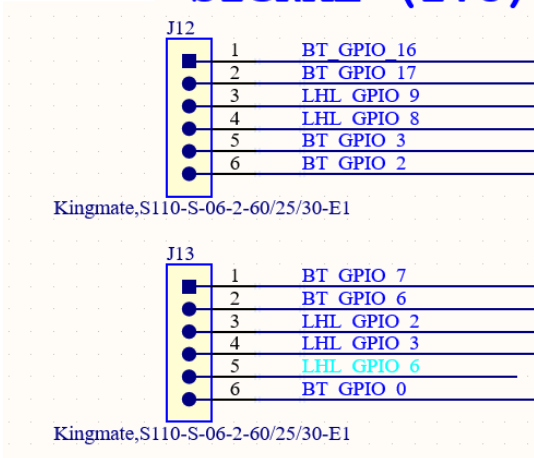 J12
1 BT_GPIO_16
2 BT_GPIO_17
3 LHL_GPIO_9
4 LHL_GPIO_8
5 BT_GPIO_3
6 BT_GPIO_2
Kingmate,S110-S-06-2-60/25/30-E1
J13
1 BT_GPIO_7
2 BT_GPIO_6
3 LHL_GPIO_2
4 LHL_GPIO_3
5 LHL_GPIO_6
6 BT_GPIO_0
Kingmate,S110-S-06-2-60/25/30-E1